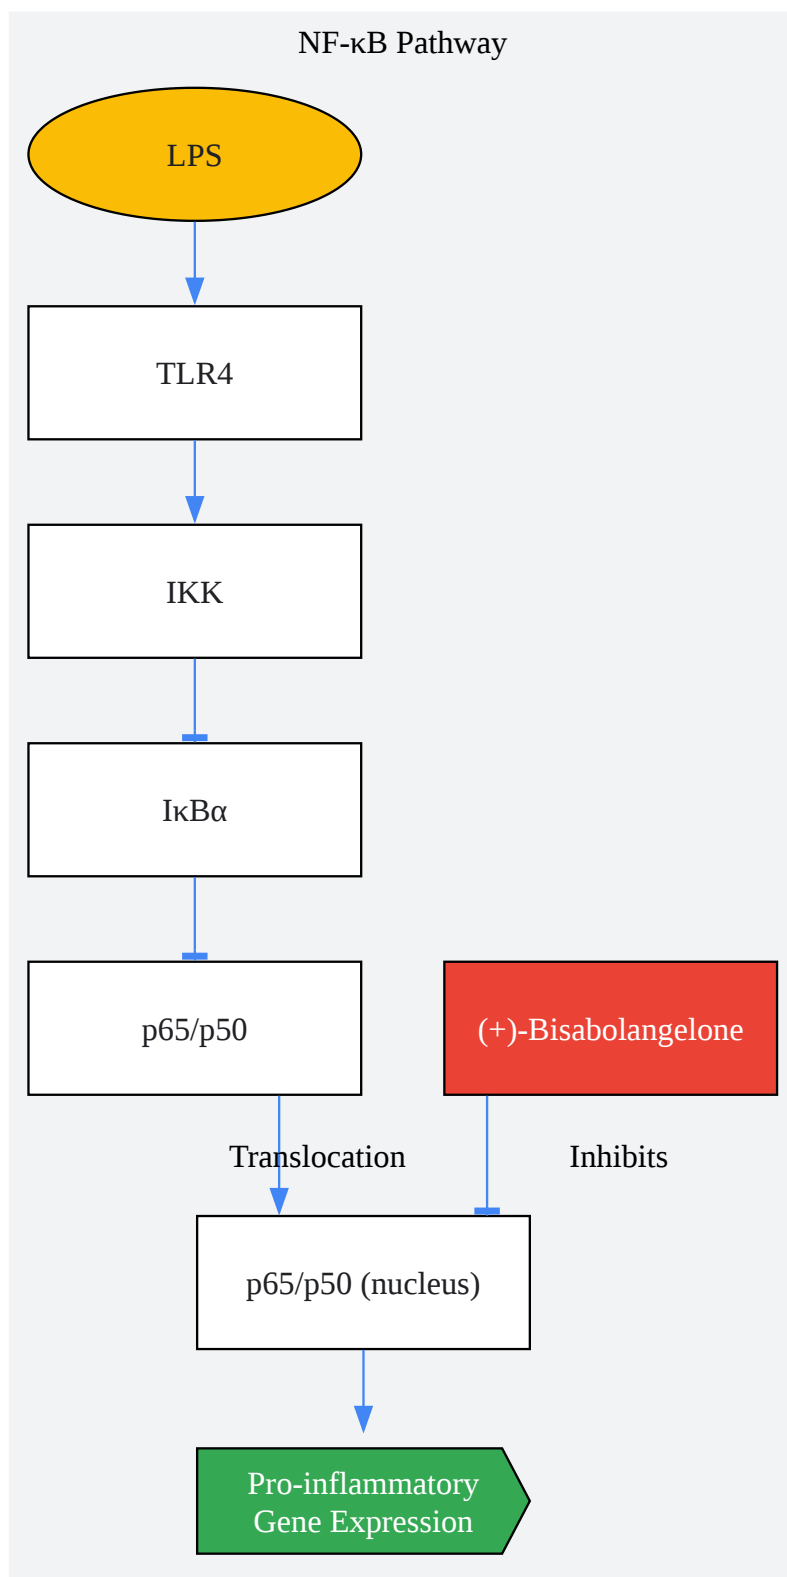 NF-κB Pathway
LPS
TLR4
IKK
IκBα
p65/p50
(+)-Bisabolangelone
Translocation
Inhibits
p65/p50 (nucleus)
Pro-inflammatory
Gene Expression